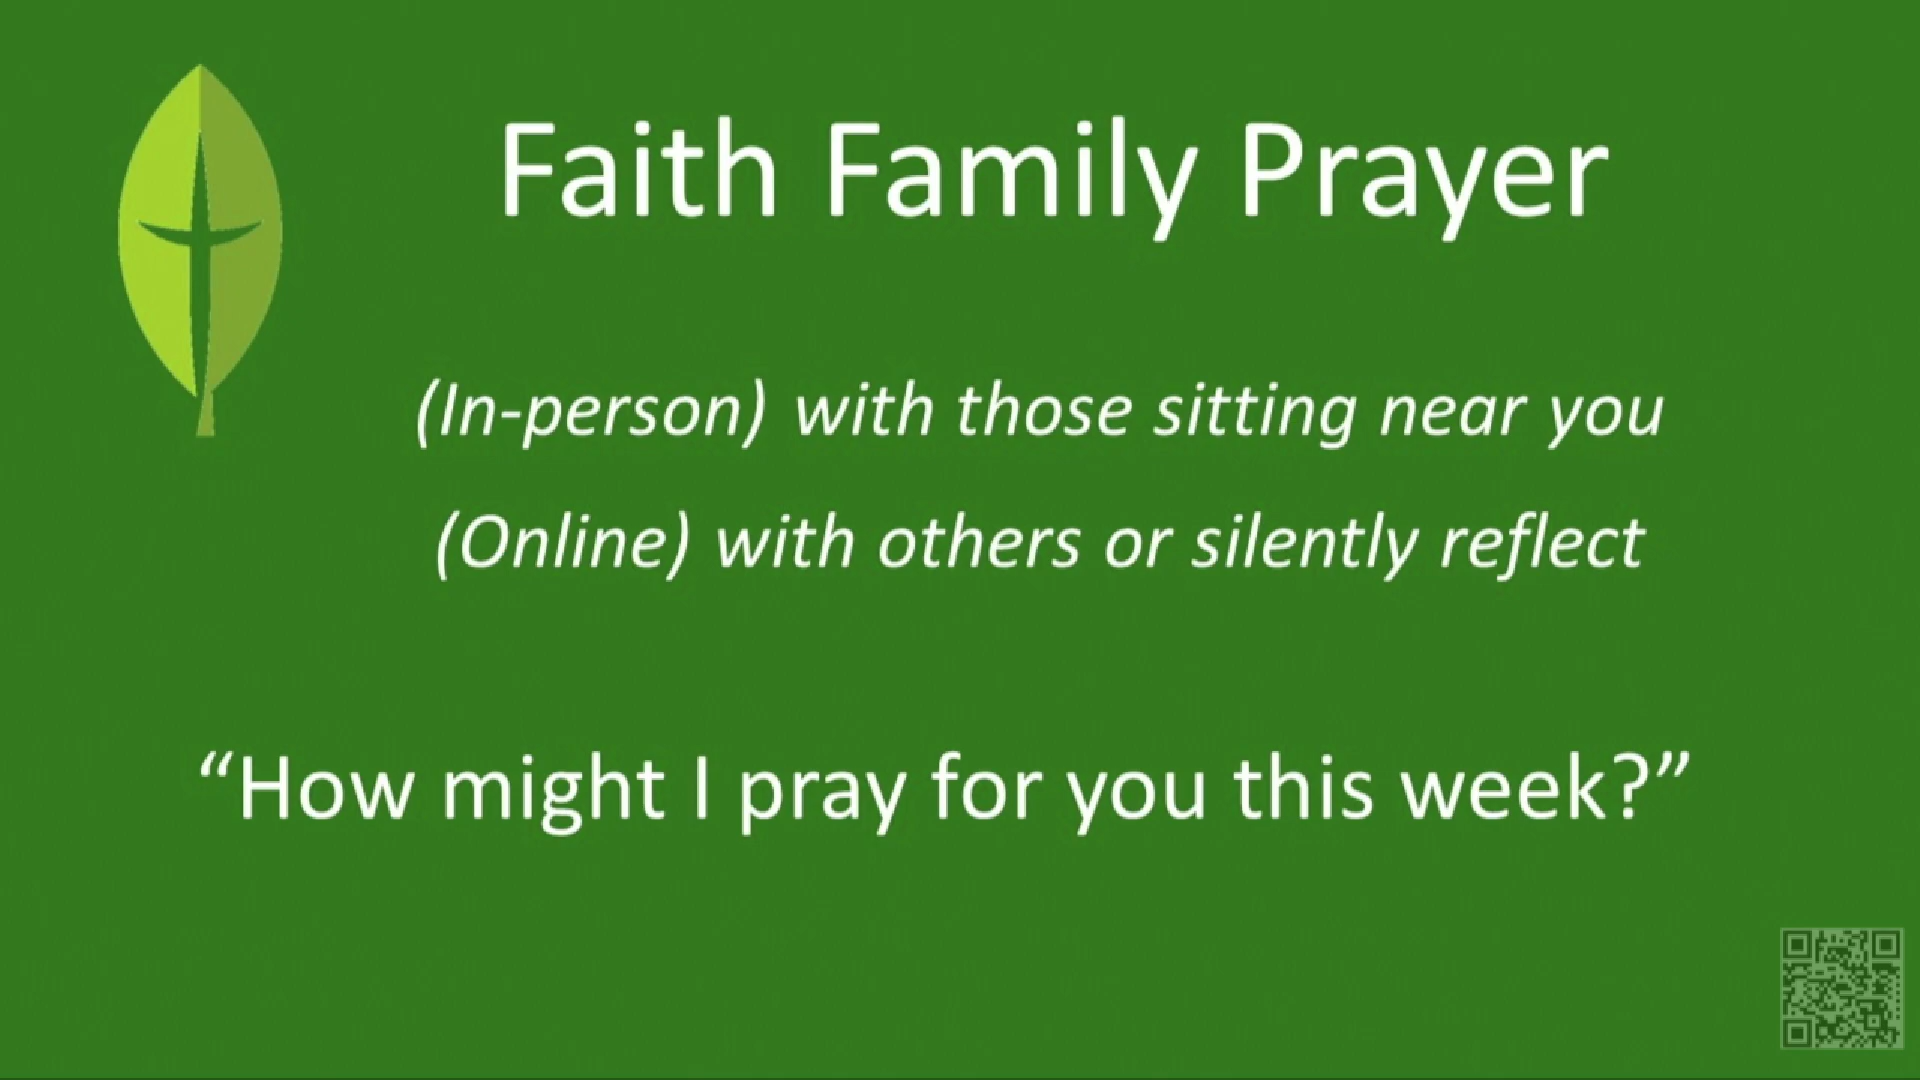 Faith Family Prayer
(In-person) with those sitting near you
(Online) with others or silently reflect
“How might I pray for you this week?”